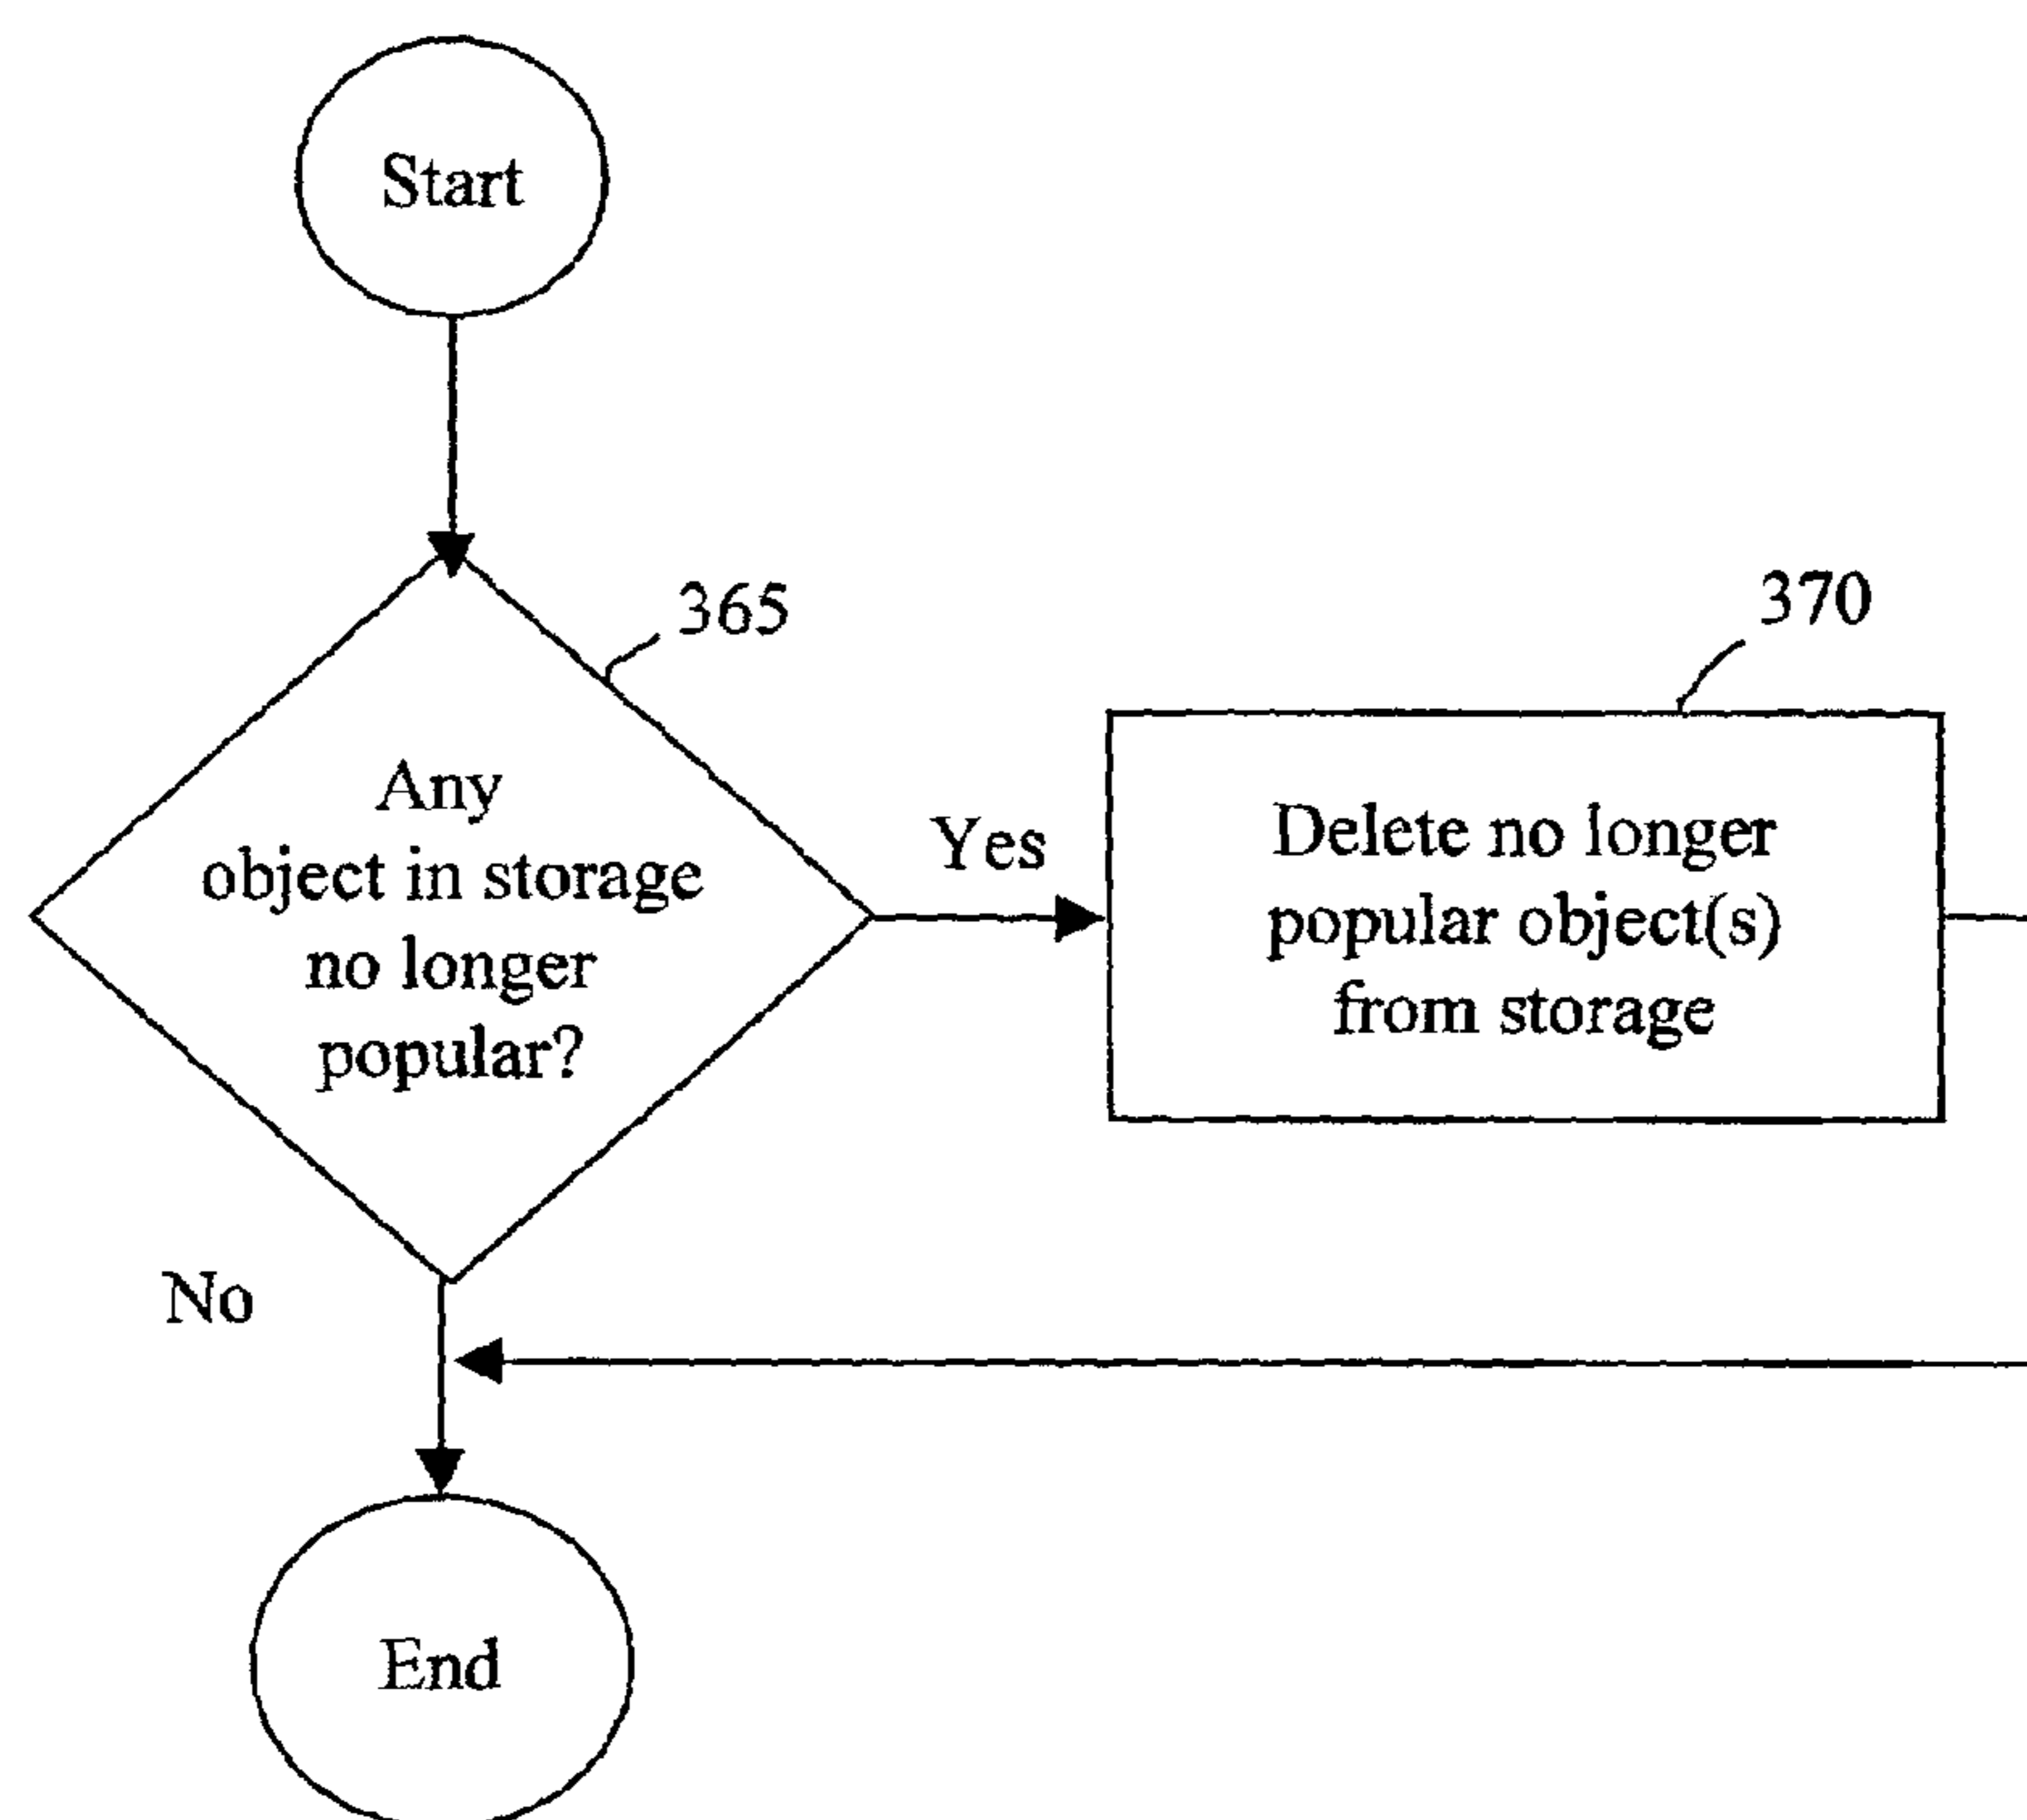 Start
365
Any
object in storage
no longer
popular?
Yes
370
Delete no longer
popular object(s)
from storage
No
End